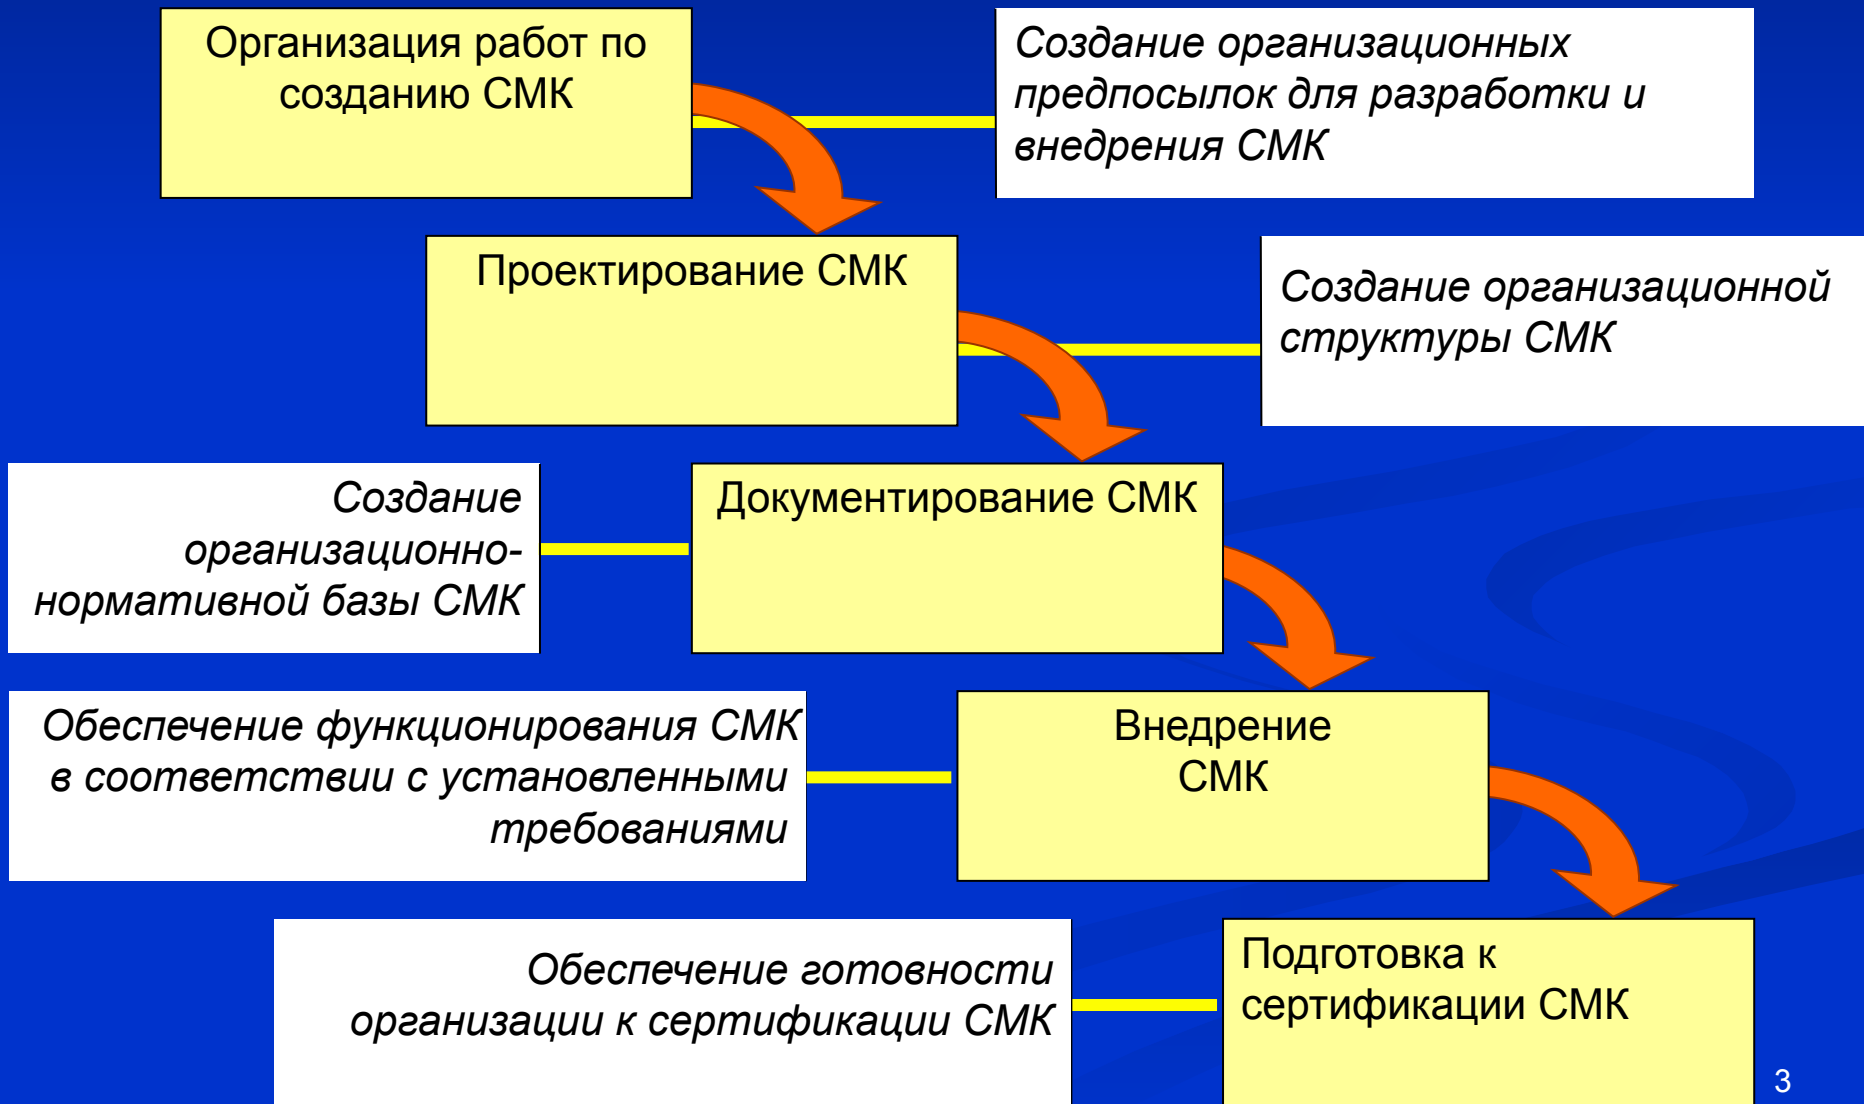 Организация работ по
созданию СМК
Создание организационных
предпосылок для разработки и
внедрения СМК
Проектирование СМК
Создание организационной
структуры СМК
Создание
организационно-
нормативной базы СМК
Документирование СМК
Обеспечение функционирования СМК
в соответствии с установленными
требованиями
Внедрение
СМК
Обеспечение готовности
организации к сертификации СМК
Подготовка к
сертификации СМК
3